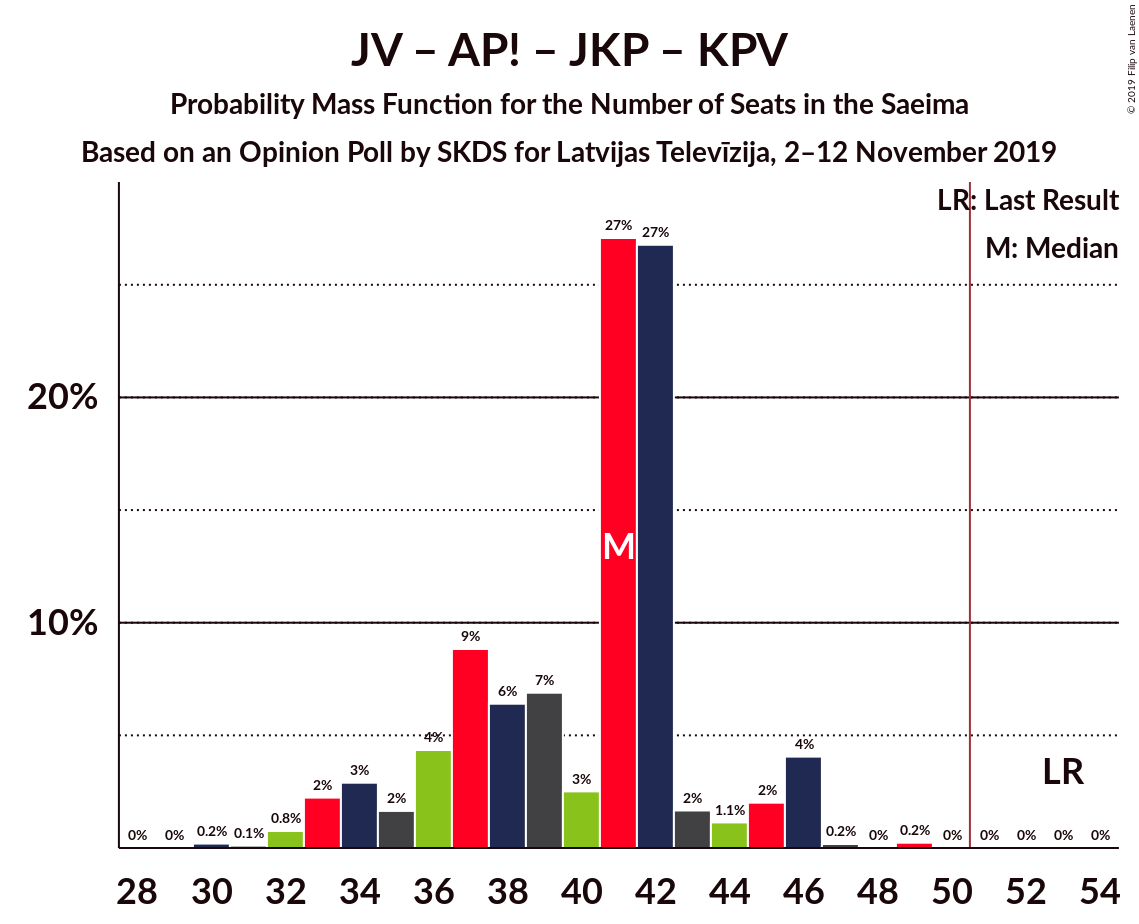 JV – AP! – JKP – KPV
Probability Mass Function for the Number of Seats in the Saeima
Based on an Opinion Poll by SKDS for Latvijas Televīzija, 2–12 November 2019
© 2019 Filip van Laenen
LR: Last Result
M: Median
20%
10%
0% 0% 0.2% 0.1% 0.8% 2% 3% 2% 4% 9% 6% 7% 3% 27% 27% 2% 1.1% 2% 4% 0.2% 0% 0.2% 0% 0% 0% 0% 0%
M
LR
28 30 32 34 36 38 40 42 44 46 48 50 52 54